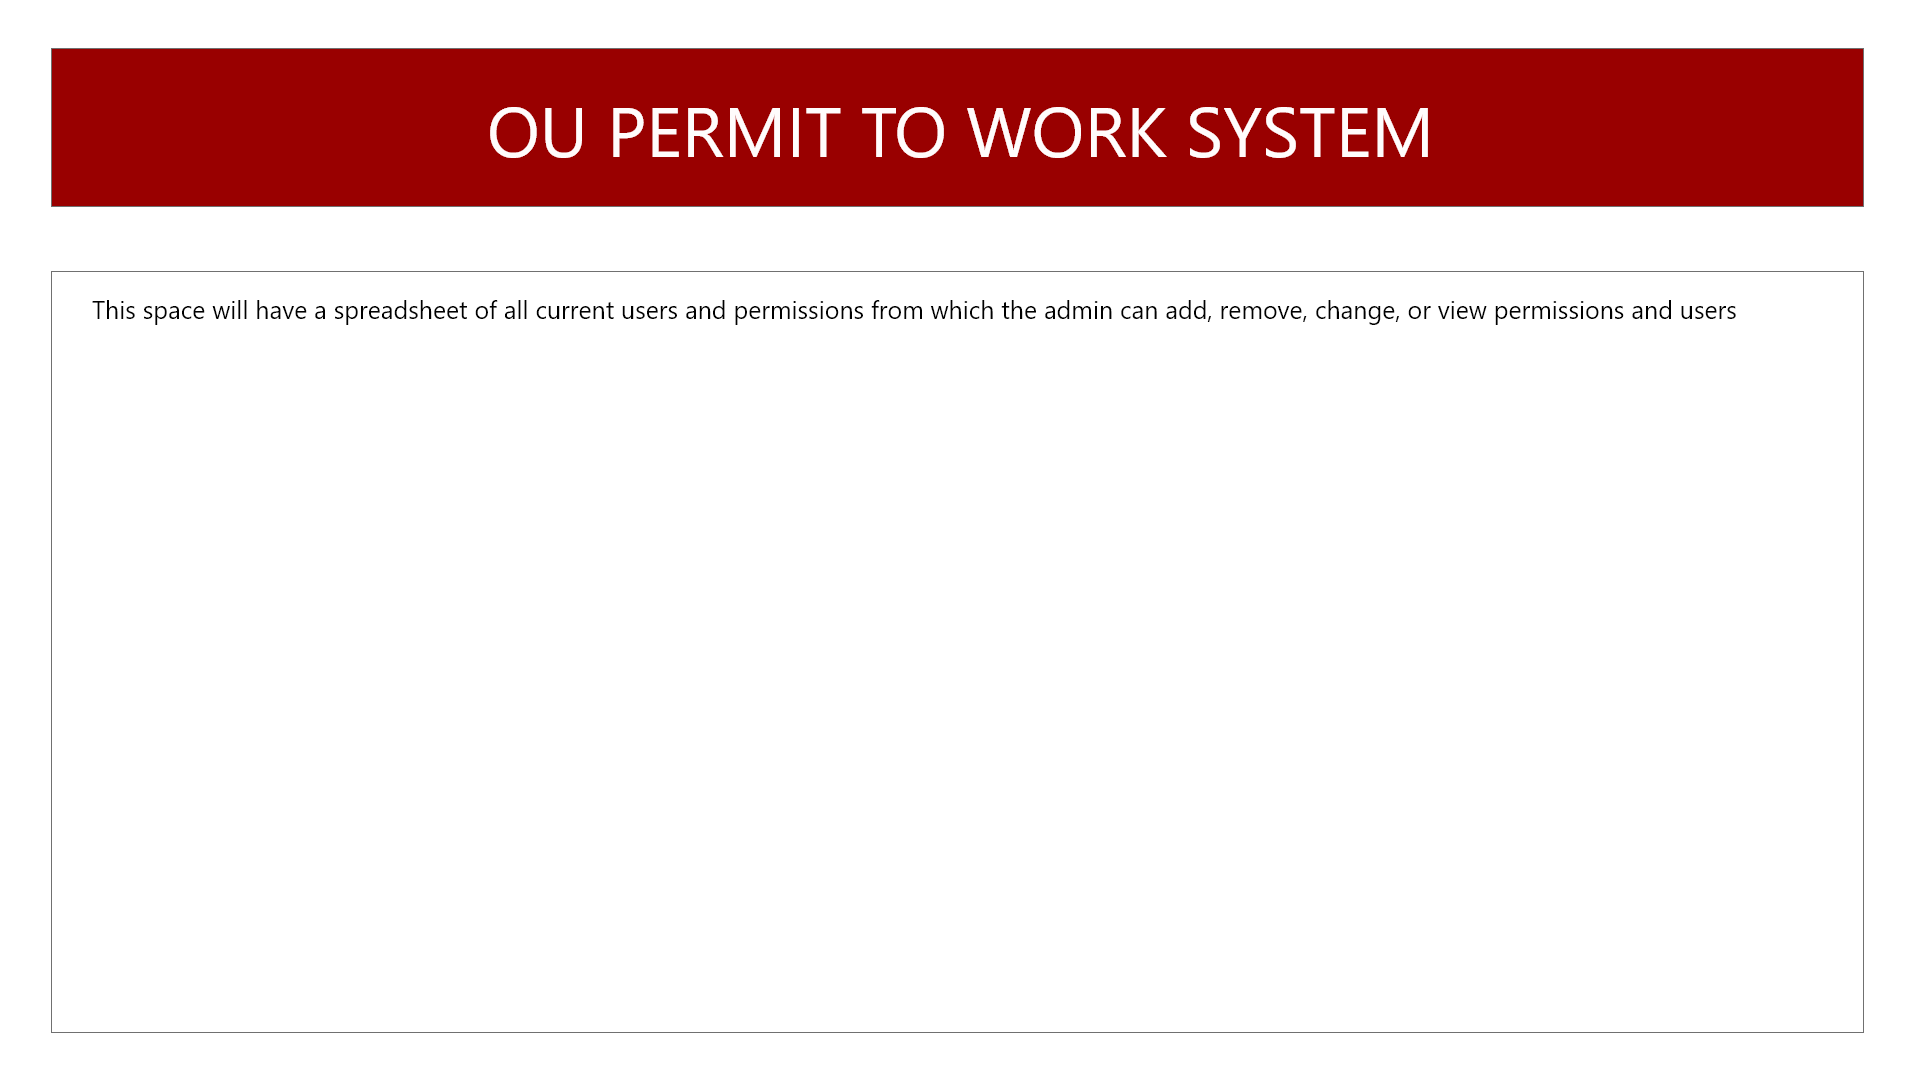 OU PERMIT TO WORK SYSTEM
This space will have a spreadsheet of all current users and permissions from which the admin can add, remove, change, or view permissions and users